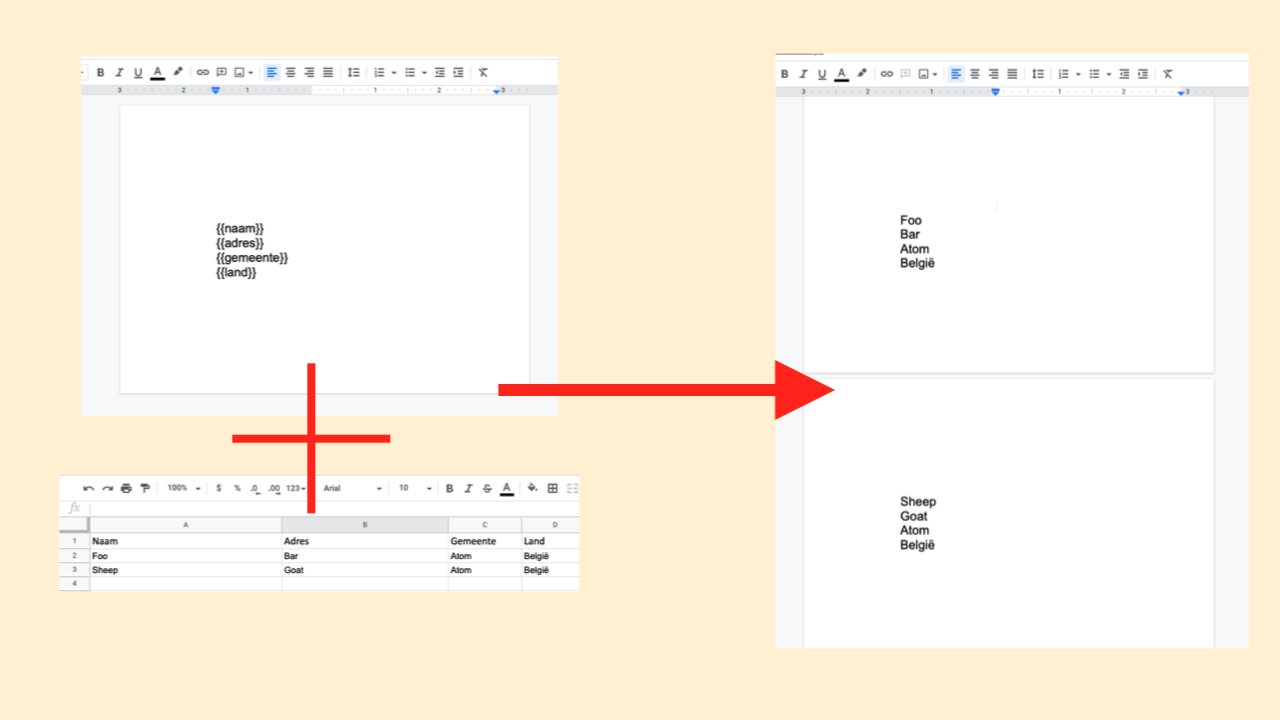 B I U A
3 2 1 1 2 3
{{naam}}
{{adres}}
{{gemeente}}
{{land}}
100% $ % .0 .00 123 Arial 10 B I S A
fx
A B C D
1 Naam Adres Gemeente Land
2 Foo Bar Atom België
3 Sheep Goat Atom België
4
B I U A
3 2 1 1 2 3
Foo
Bar
Atom
België
Sheep
Goat
Atom
België